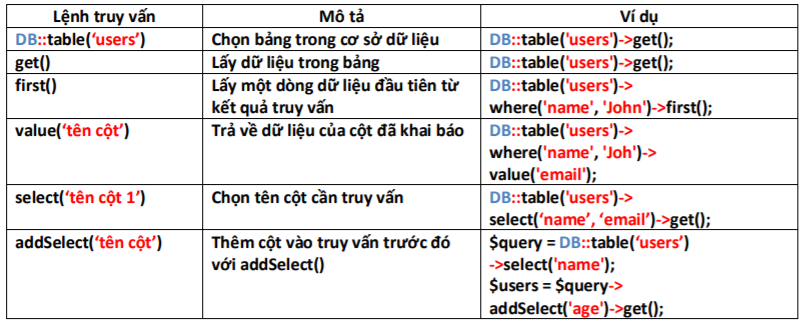 Lệnh truy vấn Mô tả Ví dụ
DB::table(‘users’) Chọn bảng trong cơ sở dữ liệu DB::table('users')->get();
get() Lấy dữ liệu trong bảng DB::table('users')->get();
first() Lấy một dòng dữ liệu đầu tiên từ DB::table('users')->
kết quả truy vấn where('name', 'John')->first();
value(‘tên cột’) Trả về dữ liệu của cột đã khai báo DB::table('users')->
where('name', 'Joh')->
value('email');
select(‘tên cột 1’) Chọn tên cột cần truy vấn DB::table('users')->
select(‘name’, ‘email’)->get();
addSelect(‘tên cột’) Thêm cột vào truy vấn trước đó $query = DB::table(‘users’)
với addSelect() ->select('name');
$users = $query->
addSelect('age')->get();